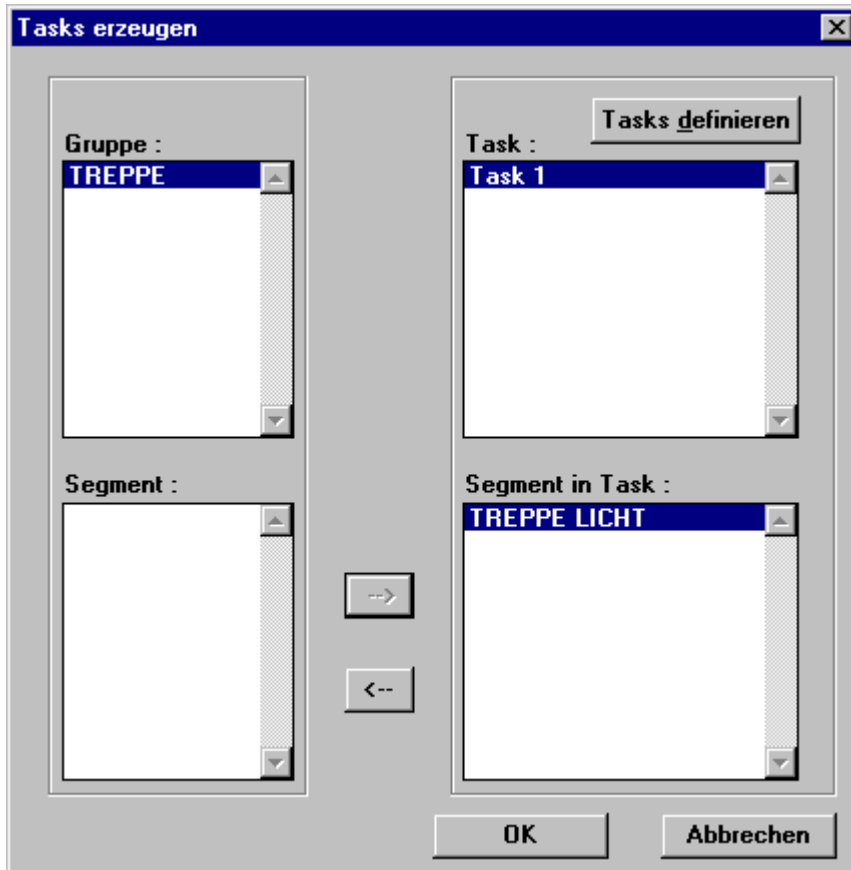 Tasks erzeugen
Tasks definieren
Gruppe :
Task :
TREPPE
Task 1
Segment :
Segment in Task :
TREPPE LICHT
-->
<--
OK
Abbrechen